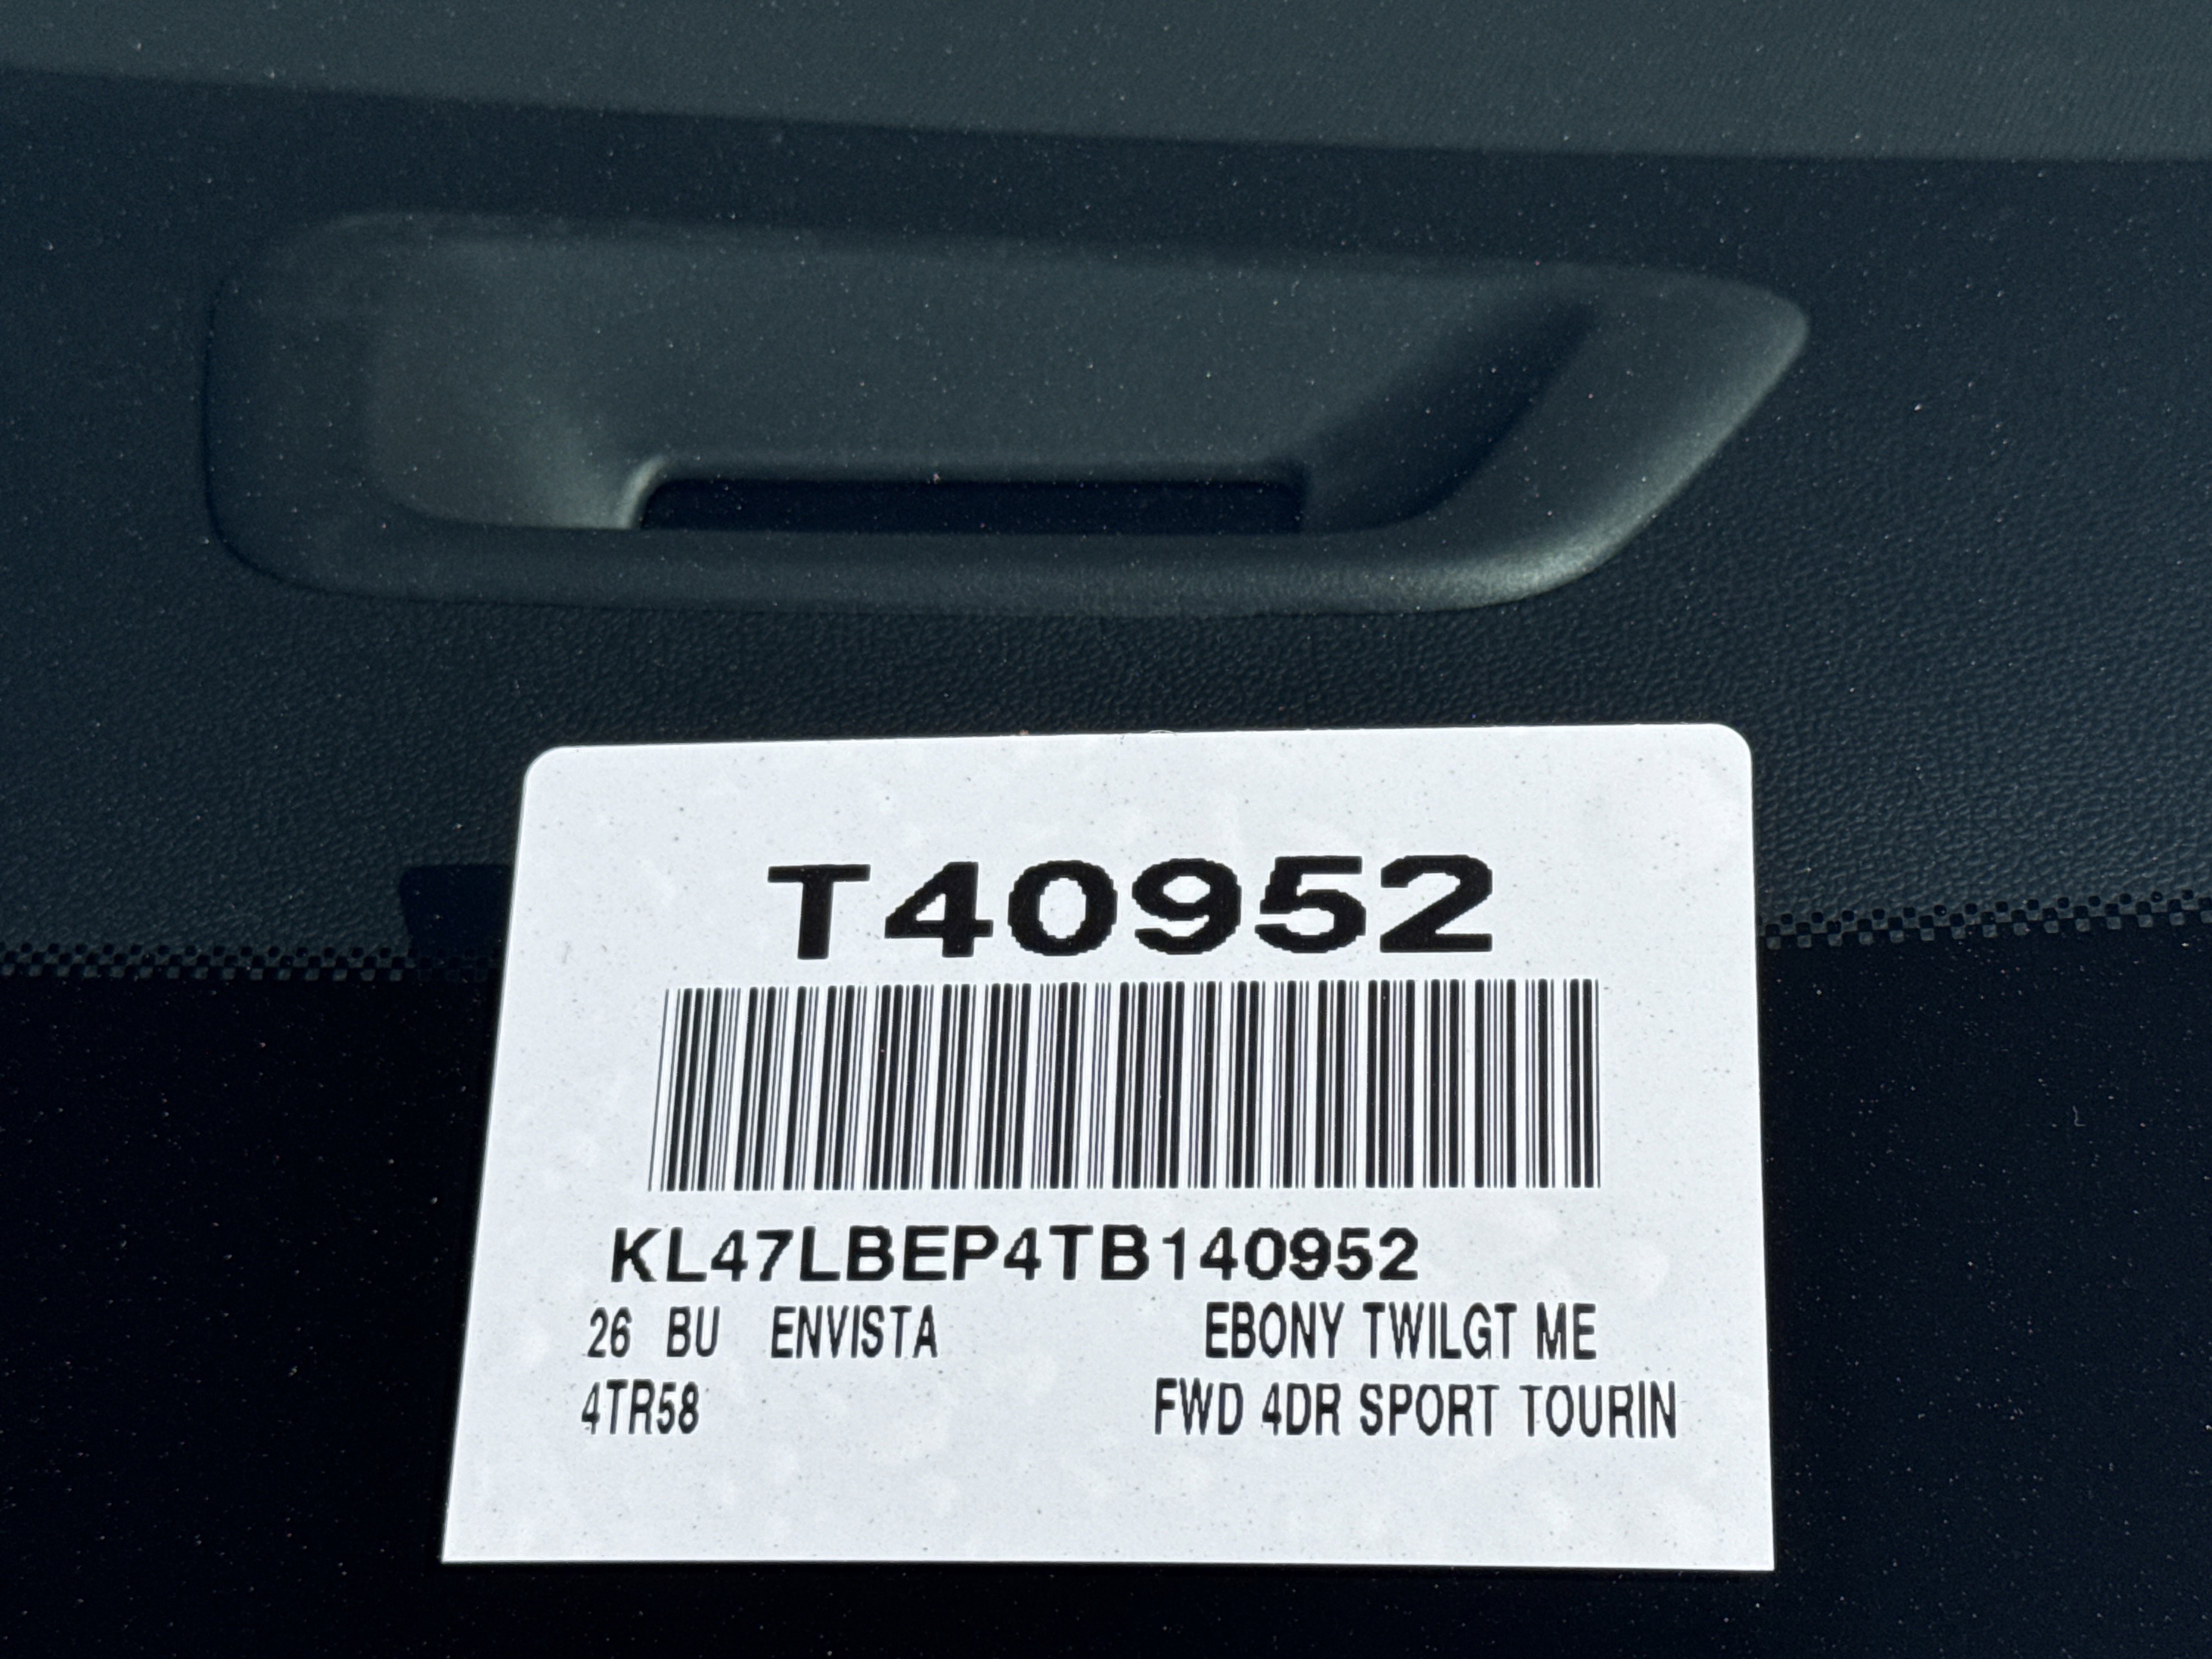 T40952
KL47LBEP4TB140952
26 BU ENVISTA EBONY TWILGT ME
4TR58 FWD 4DR SPORT TOURIN